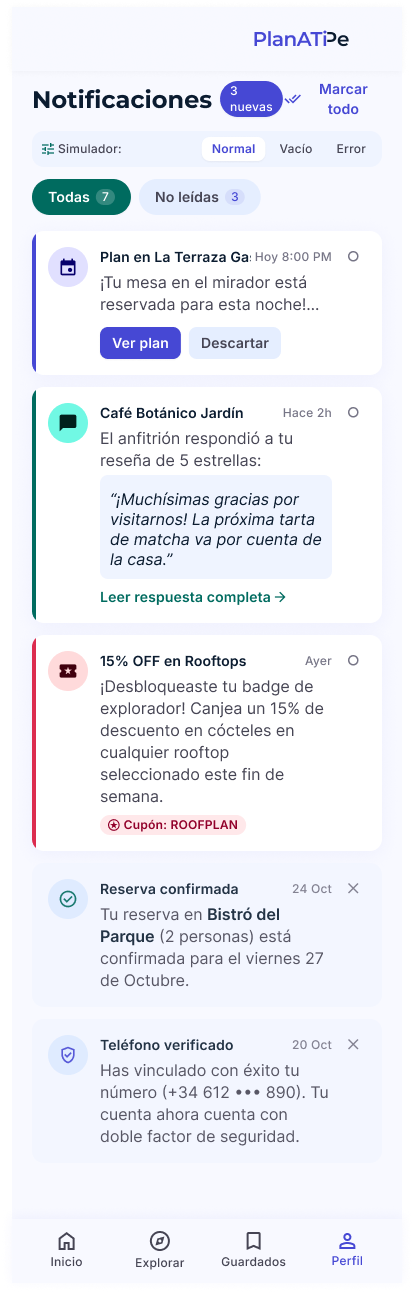 PlanATiPe
Notificaciones
3
nuevas
Marcar
todo
Simulador:
Normal
Vacío
Error
Todas 7
No leídas 3
Plan en La Terraza Ga
Hoy 8:00 PM
¡Tu mesa en el mirador está
reservada para esta noche!...
Ver plan
Descartar
Café Botánico Jardín
Hace 2h
El anfitrión respondió a tu
reseña de 5 estrellas:
“¡Muchísimas gracias por
visitarnos! La próxima tarta
de matcha va por cuenta de
la casa.”
Leer respuesta completa →
15% OFF en Rooftops
Ayer
¡Desbloqueaste tu badge de
explorador! Canjea un 15% de
descuento en cócteles en
cualquier rooftop
seleccionado este fin de
semana.
Cupón: ROOFPLAN
Reserva confirmada
24 Oct
Tu reserva en Bistró del
Parque (2 personas) está
confirmada para el viernes 27
de Octubre.
Teléfono verificado
20 Oct
Has vinculado con éxito tu
número (+34 612 ••• 890). Tu
cuenta ahora cuenta con
doble factor de seguridad.
Inicio
Explorar
Guardados
Perfil